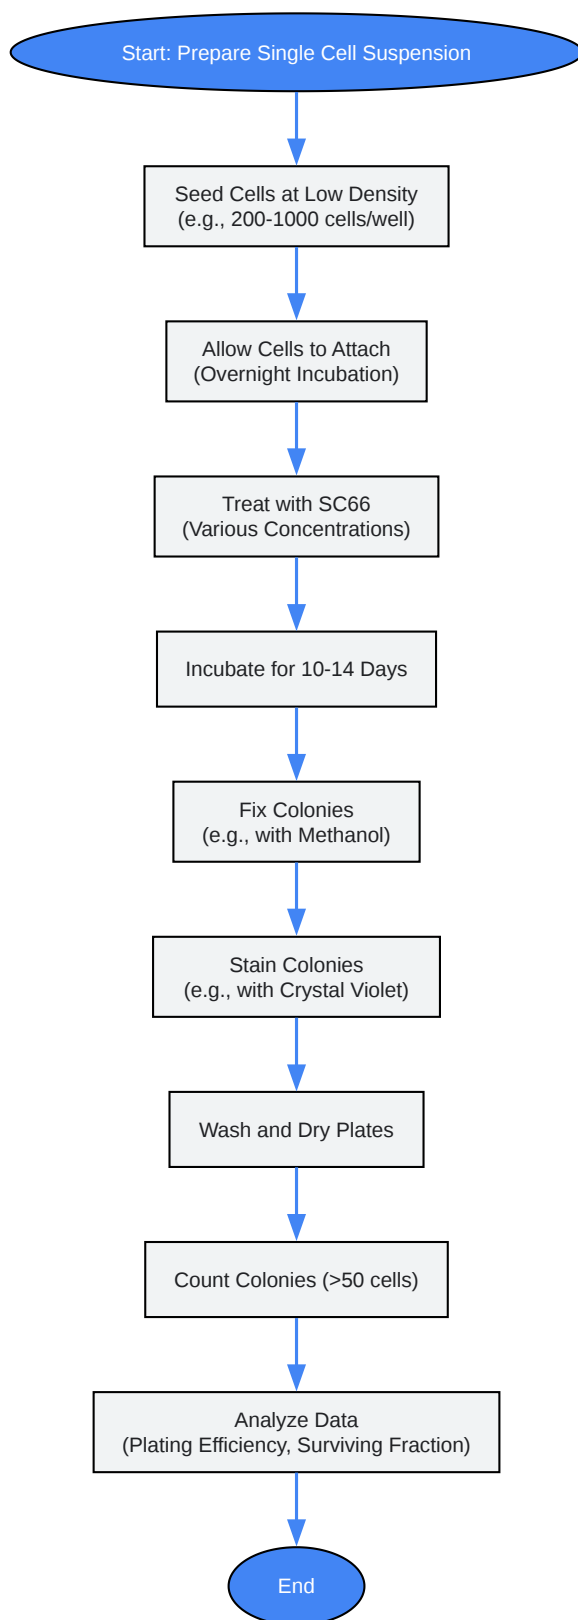 Start: Prepare Single Cell Suspension
Seed Cells at Low Density
(e.g., 200-1000 cells/well)
Allow Cells to Attach
(Overnight Incubation)
Treat with SC66
(Various Concentrations)
Incubate for 10-14 Days
Fix Colonies
(e.g., with Methanol)
Stain Colonies
(e.g., with Crystal Violet)
Wash and Dry Plates
Count Colonies (>50 cells)
Analyze Data
(Plating Efficiency, Surviving Fraction)
End